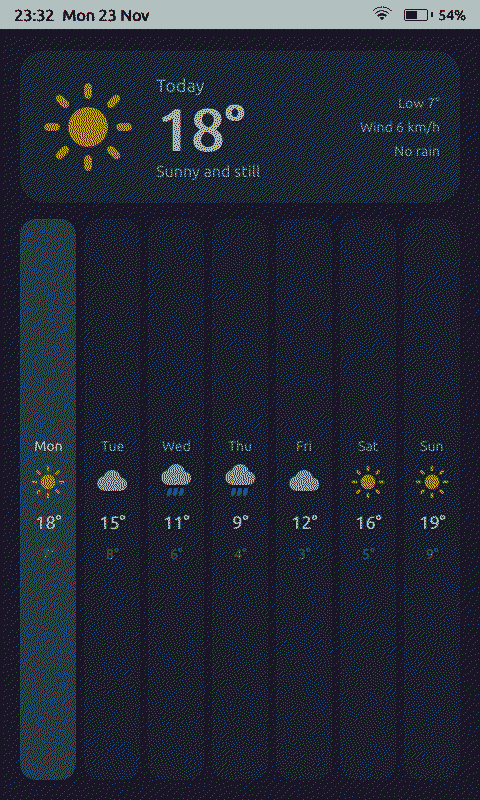 23:32 Mon 23 Nov 54%
Today
18°
Sunny and still
Low 7°
Wind 6 km/h
No rain
Mon Tue Wed Thu Fri Sat Sun
18° 15° 11° 9° 12° 16° 19°
7° 8° 6° 4° 3° 5° 9°